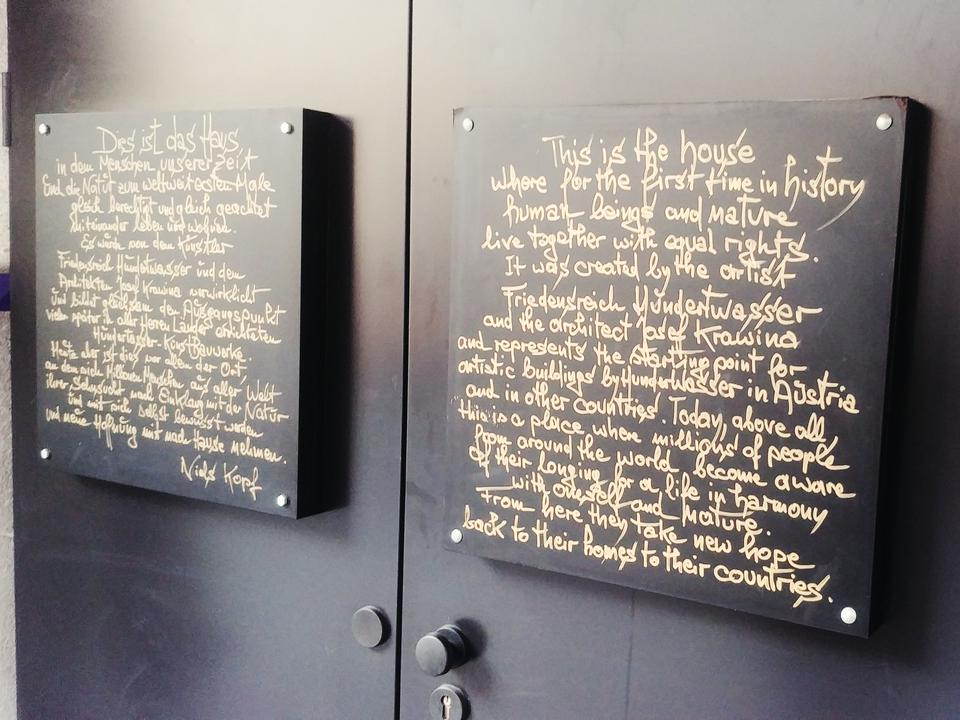 Dies ist das Haus
in dem Menschen unserer Zeit
und die Natur zum weltweit ersten Male
gleich berechtigt und gleich geachtet
miteinander leben und wohnen.
Es wurde von dem Künstler
Friedensreich Hundertwasser und dem
Architekten Josef Krawina verwirklicht
und bildet gleichsam den Ausgangspunkt
vieler später in aller Herren Länder errichteten
Hundertwasser-Kunst-Bauwerke.
Heute aber ist dies vor allem der Ort,
an dem sich Millionen Menschen aus aller Welt
ihrer Sehnsucht nach Einklang mit der Natur
und mit sich selbst bewusst werden
und neue Hoffnung mit nach Hause nehmen.
Niels Kopf
This is the house
where for the first time in history
human beings and nature
live together with equal rights.
It was created by the artist
Friedensreich Hundertwasser
and the architect Josef Krawina
and represents the starting point for
artistic buildings by Hundertwasser in Austria
and in other countries. Today, above all,
this is a place where millions of people
from around the world become aware
of their longing for a life in harmony
with oneself and nature.
From here they take new hope
back to their homes to their countries.